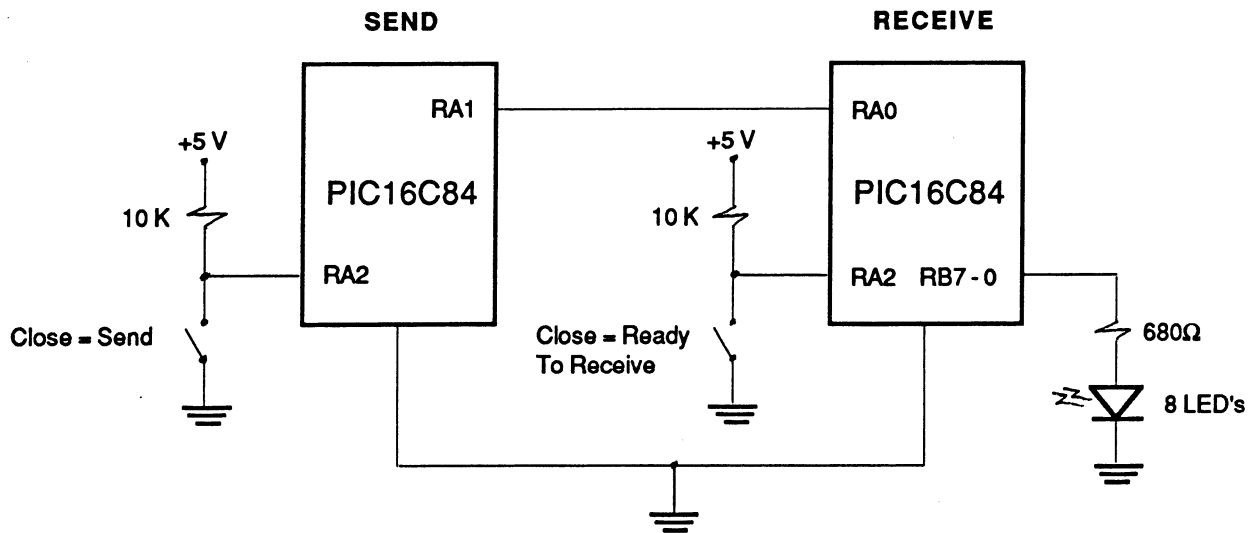 SEND
RECEIVE
RA1
RA0
+5 V
+5 V
PIC16C84
PIC16C84
10 K
10 K
RA2
RA2
RB7 - 0
Close = Send
Close = Ready
To Receive
680Ω
8 LED's